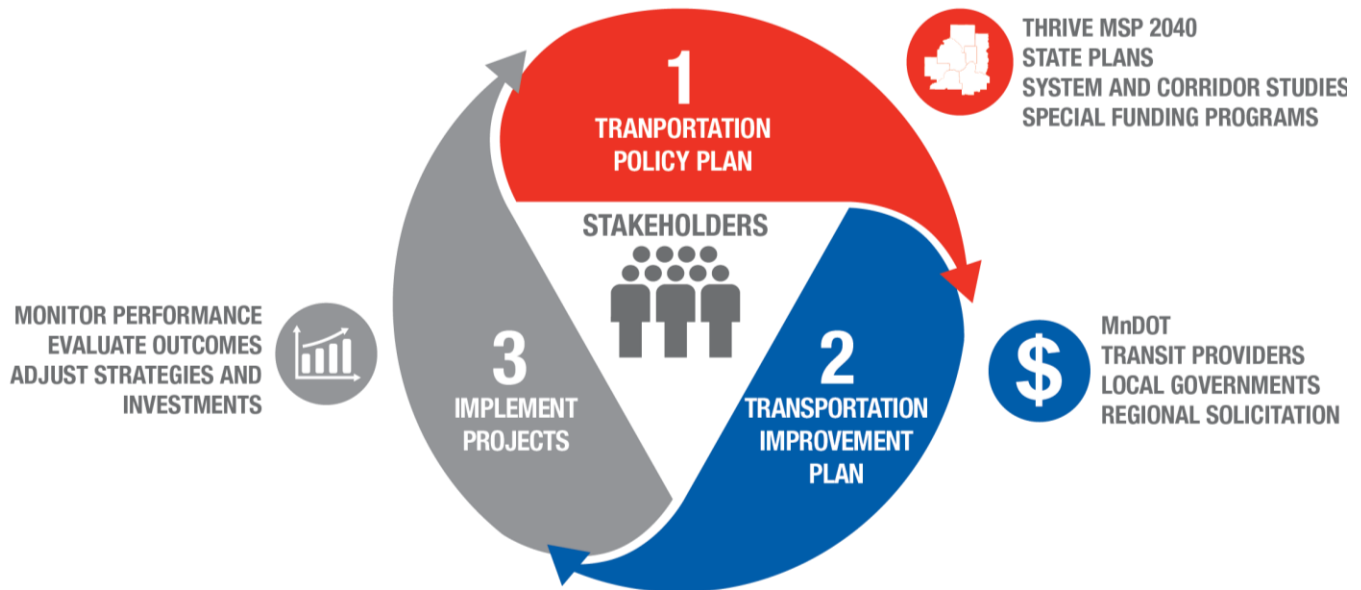 1
TRANPORTATION
POLICY PLAN
THRIVE MSP 2040
STATE PLANS
SYSTEM AND CORRIDOR STUDIES
SPECIAL FUNDING PROGRAMS
STAKEHOLDERS
2
TRANSPORTATION
IMPROVEMENT
PLAN
$
MnDOT
TRANSIT PROVIDERS
LOCAL GOVERNMENTS
REGIONAL SOLICITATION
3
IMPLEMENT
PROJECTS
MONITOR PERFORMANCE
EVALUATE OUTCOMES
ADJUST STRATEGIES AND
INVESTMENTS